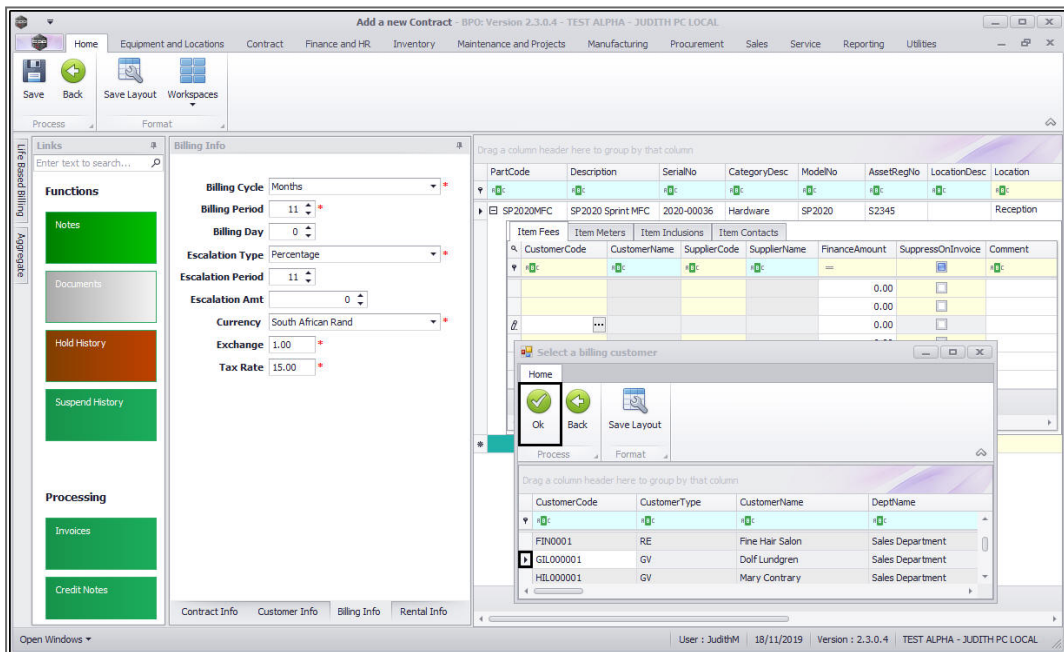 Add a new Contract - BPO: Version 2.3.0.4 - TEST ALPHA - JUDITH PC LOCAL
Home Equipment and Locations Contract Finance and HR Inventory Maintenance and Projects Manufacturing Procurement Sales Service Reporting Utilities
Save Back Save Layout Workspaces
Process Format
Life Based Billing
Aggregate
Links
Enter text to search...
Functions
Notes
Documents
Hold History
Suspend History
Processing
Invoices
Credit Notes
Billing Info
Billing Cycle Months *
Billing Period 11 *
Billing Day 0
Escalation Type Percentage *
Escalation Period 11
Escalation Amt 0
Currency South African Rand *
Exchange 1.00 *
Tax Rate 15.00 *
Contract Info Customer Info Billing Info Rental Info
Drag a column header here to group by that column
PartCode Description SerialNo CategoryDesc ModelNo AssetRegNo LocationDesc Location
SP2020MFC SP2020 Sprint MFC 2020-00036 Hardware SP2020 S2345 Reception
Item Fees Item Meters Item Inclusions Item Contacts
CustomerCode CustomerName SupplierCode SupplierName FinanceAmount SuppressOnInvoice Comment
=
0.00
0.00
... 0.00
Select a billing customer
Home
Ok Back Save Layout
Process Format
Drag a column header here to group by that column
CustomerCode CustomerType CustomerName DeptName
FIN0001 RE Fine Hair Salon Sales Department
GIL000001 GV Dolf Lundgren Sales Department
HIL000001 GV Mary Contrary Sales Department
Open Windows User : JudithM 18/11/2019 Version : 2.3.0.4 TEST ALPHA - JUDITH PC LOCAL